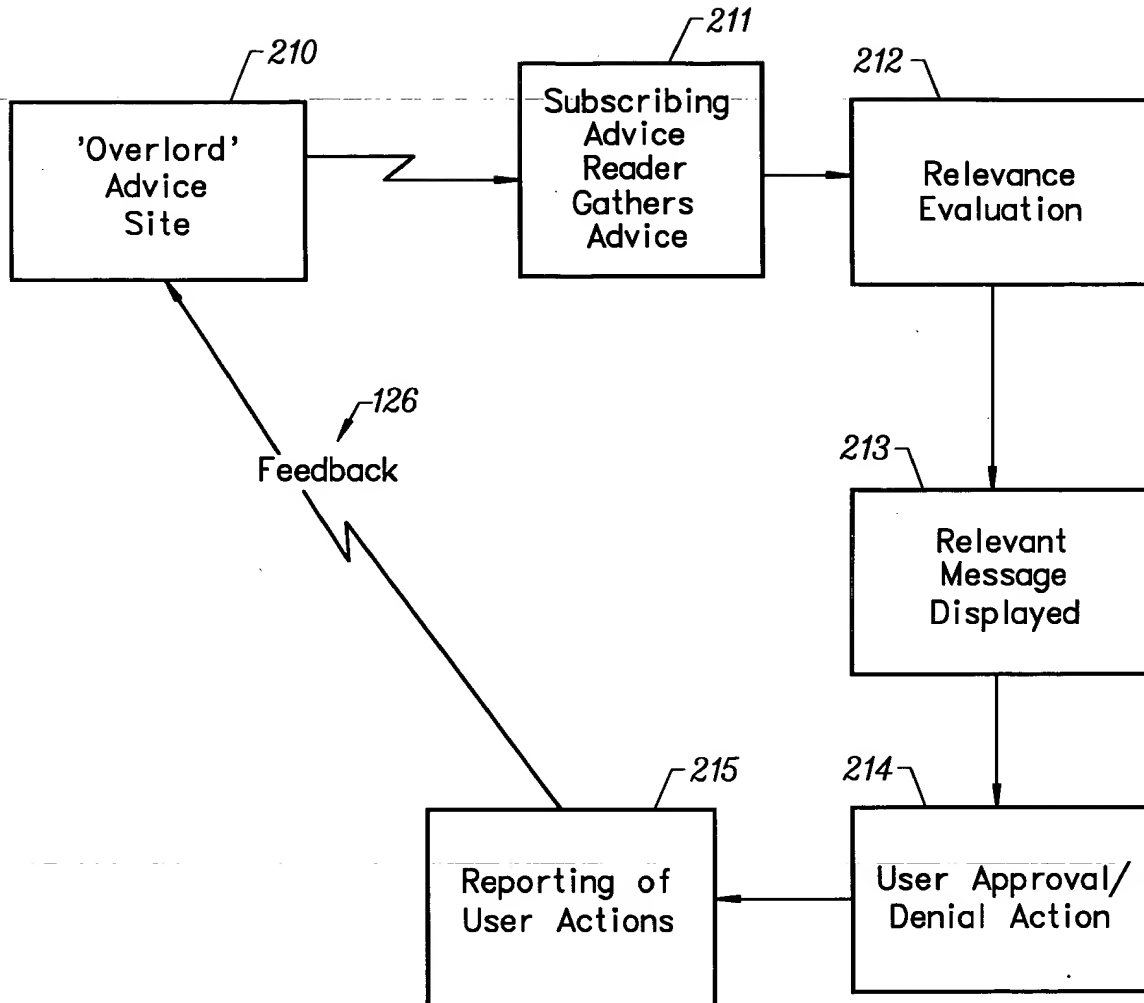 210
'Overlord'
Advice
Site
211
Subscribing
Advice
Reader
Gathers
Advice
212
Relevance
Evaluation
126
Feedback
213
Relevant
Message
Displayed
214
User Approval/
Denial Action
215
Reporting of
User Actions